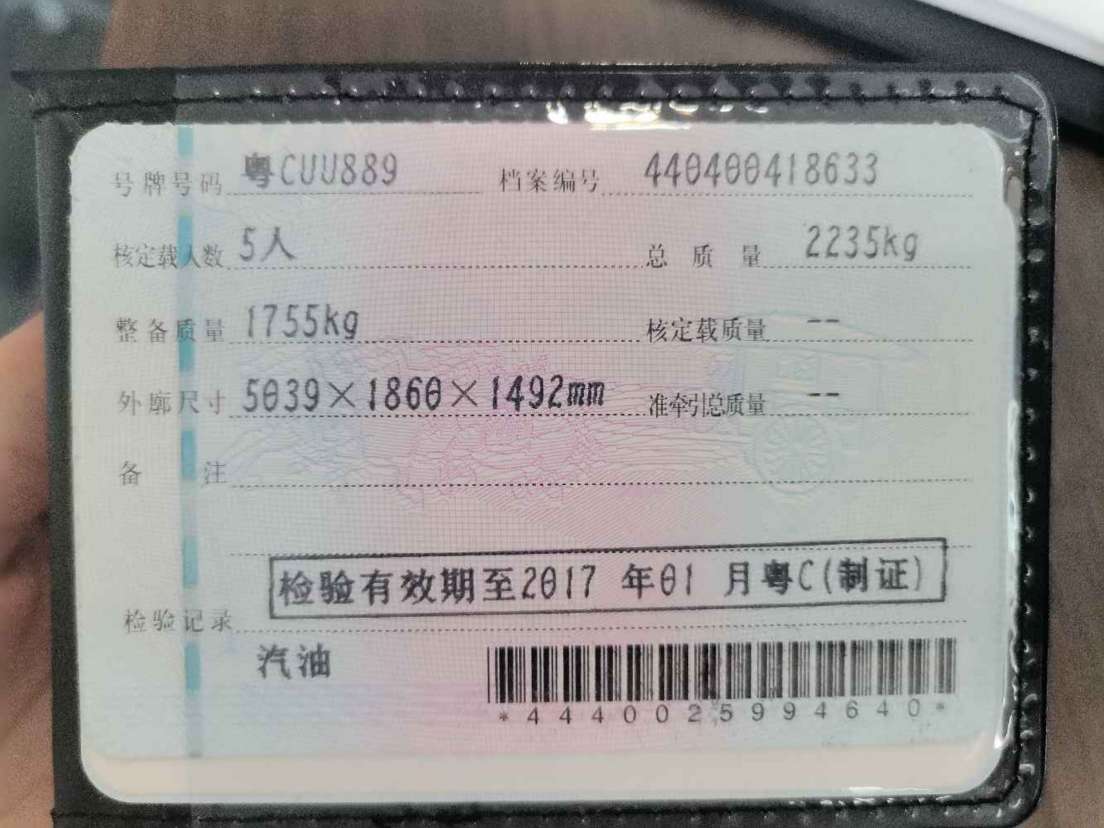 号牌号码 粤CUU889 档案编号 440400418633
核定载人数 5人 总质量 2235kg
整备质量 1755kg 核定载质量 --
外廓尺寸 5039×1860×1492mm 准牵引总质量 --
备注
检验有效期至2017年01月粤C(制证)
检验记录
汽油
*4440025994640*